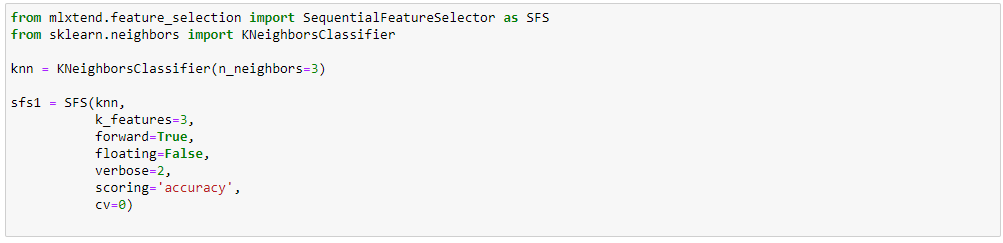 from mlxtend.feature_selection import SequentialFeatureSelector as SFS
from sklearn.neighbors import KNeighborsClassifier

knn = KNeighborsClassifier(n_neighbors=3)

sfs1 = SFS(knn,
           k_features=3,
           forward=True,
           floating=False,
           verbose=2,
           scoring='accuracy',
           cv=0)